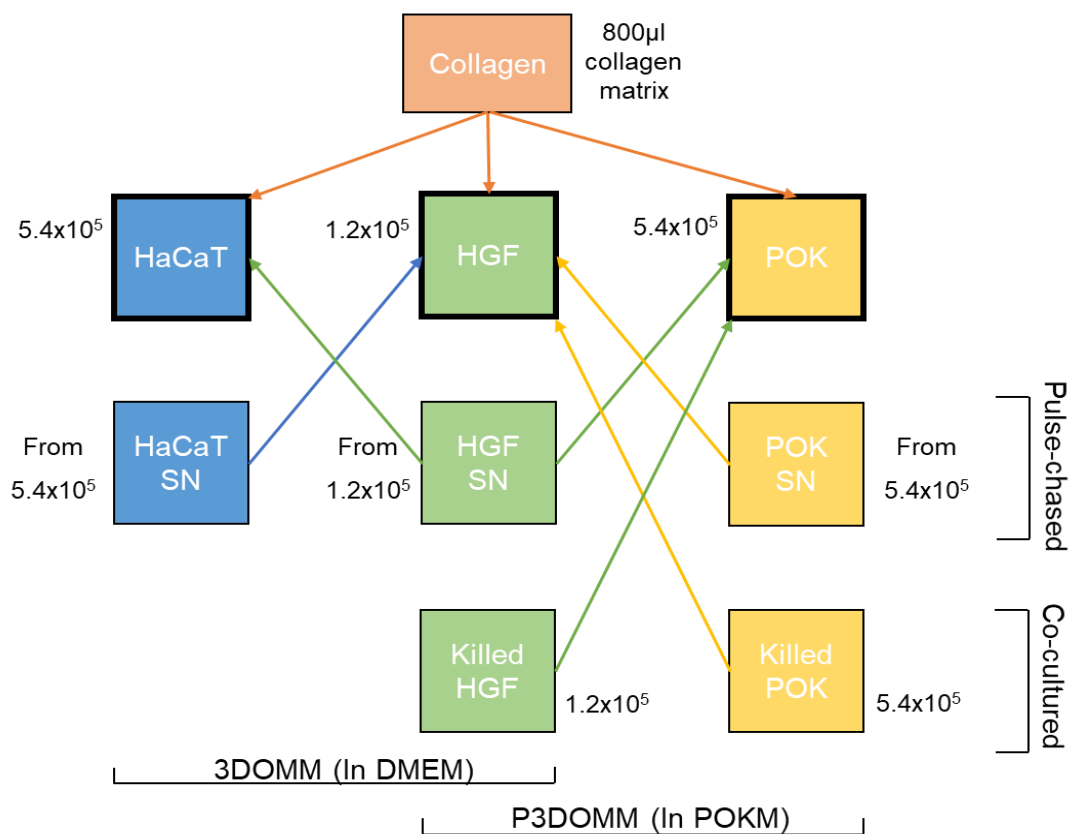 Collagen
800µl
collagen
matrix
5.4x10⁵
HaCaT
1.2x10⁵
HGF
5.4x10⁵
POK
From
5.4x10⁵
HaCaT
SN
From
1.2x10⁵
HGF
SN
POK
SN
From
5.4x10⁵
Pulse-chased
Killed
HGF
1.2x10⁵
Killed
POK
5.4x10⁵
Co-cultured
3DOMM (In DMEM)
P3DOMM (In POKM)